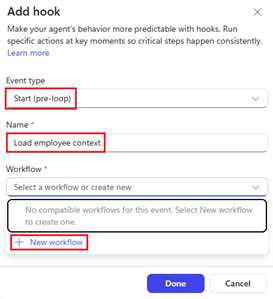 Add hook
Make your agent's behavior more predictable with hooks. Run
specific actions at key moments so critical steps happen consistently.
Learn more
Event type
Start (pre-loop)
Name *
Load employee context
Workflow *
Select a workflow or create new
No compatible workflows for this event. Select New workflow
to create one.
+ New workflow
Done
Cancel